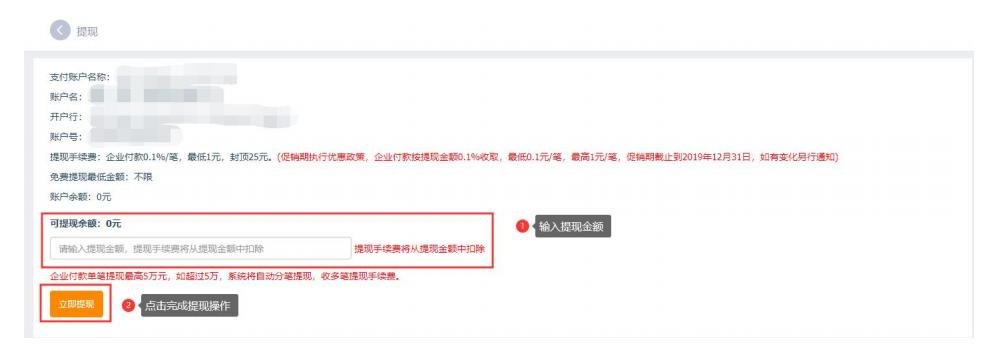 提现
支付账户名称：
账户名：
开户行：
账户号：
提现手续费：企业付款0.1%/笔，最低1元，封顶25元。(促销期执行优惠政策，企业付款按提现金额0.1%收取，最低0.1元/笔，最高1元/笔，促销期截止到2019年12月31日，如有变化另行通知)
免费提现最低金额：不限
账户余额：0元
可提现余额：0元
1 输入提现金额
请输入提现金额，提现手续费将从提现金额中扣除 提现手续费将从提现金额中扣除
企业付款单笔提现最高5万元，如超过5万，系统将自动分笔提现，收多笔提现手续费。
立即提现 2 点击完成提现操作